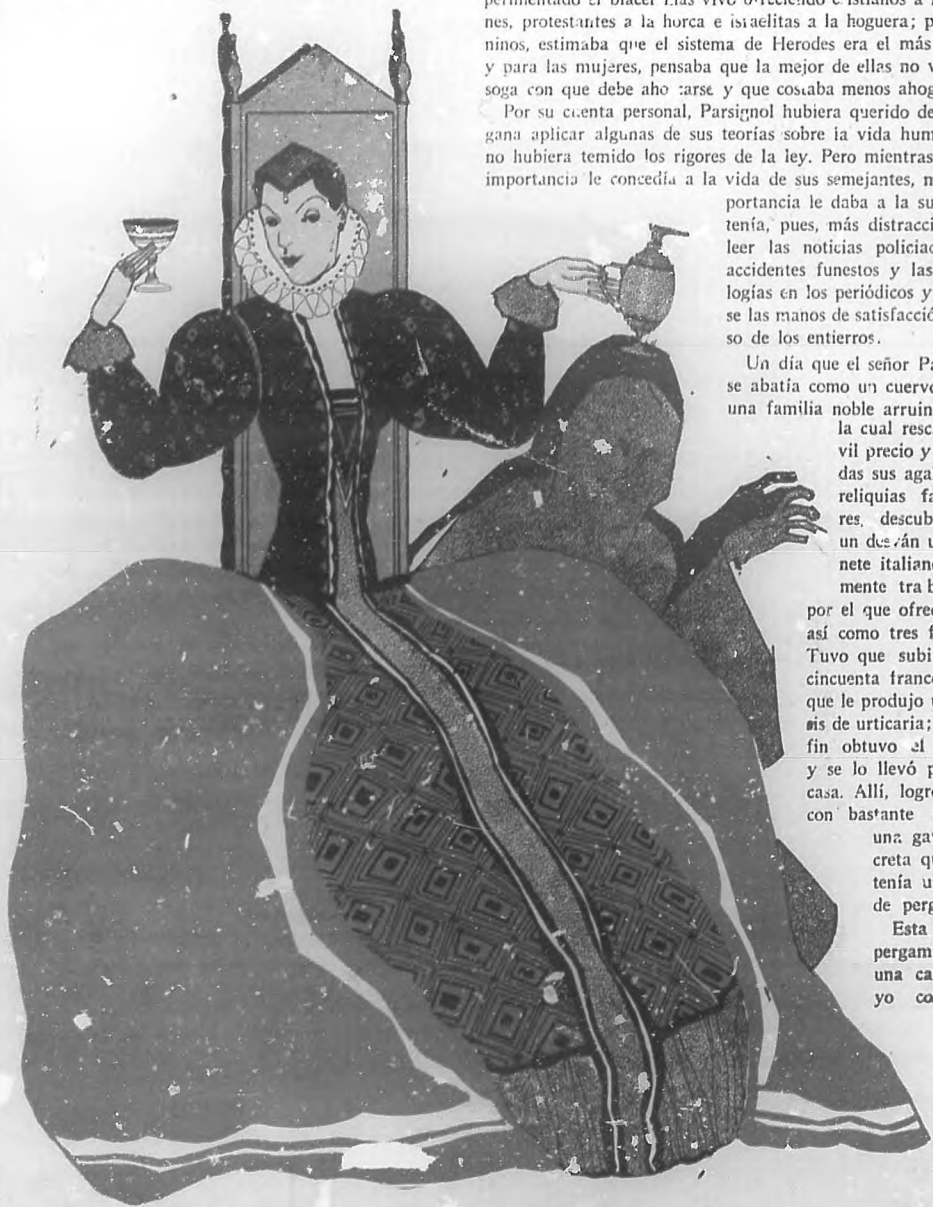 nes, protestantes a la horca e israelitas a la hoguera; p
ninos, estimaba que el sistema de Herodes era el más
y para las mujeres, pensaba que la mejor de ellas no v
soga con que debe ahorcarse y que costaba menos ahog
Por su cuenta personal, Parsignol hubiera querido de
gana aplicar algunas de sus teorías sobre la vida hum
no hubiera temido los rigores de la ley. Pero mientras
importancia le concedía a la vida de sus semejantes, m
portancia le daba a la su
tenía, pues, más distracci
leer las noticias policiac
accidentes funestos y las
logías en los periódicos y
se las manos de satisfacció
so de los entierros.
Un día que el señor Pa
se abatía como un cuervo
una familia noble arruin
la cual resc
vil precio y
das sus aga
reliquias fa
res, descub
un desván u
nete italian
mente trab
por el que ofre
así como tres f
Tuvo que subi
cincuenta franc
que le produjo
sis de urticaria;
fin obtuvo el
y se lo llevó p
casa. Allí, logr
con bastante
una ga
creta qu
tenía u
de perg
Esta
pergam
una ca
yo co